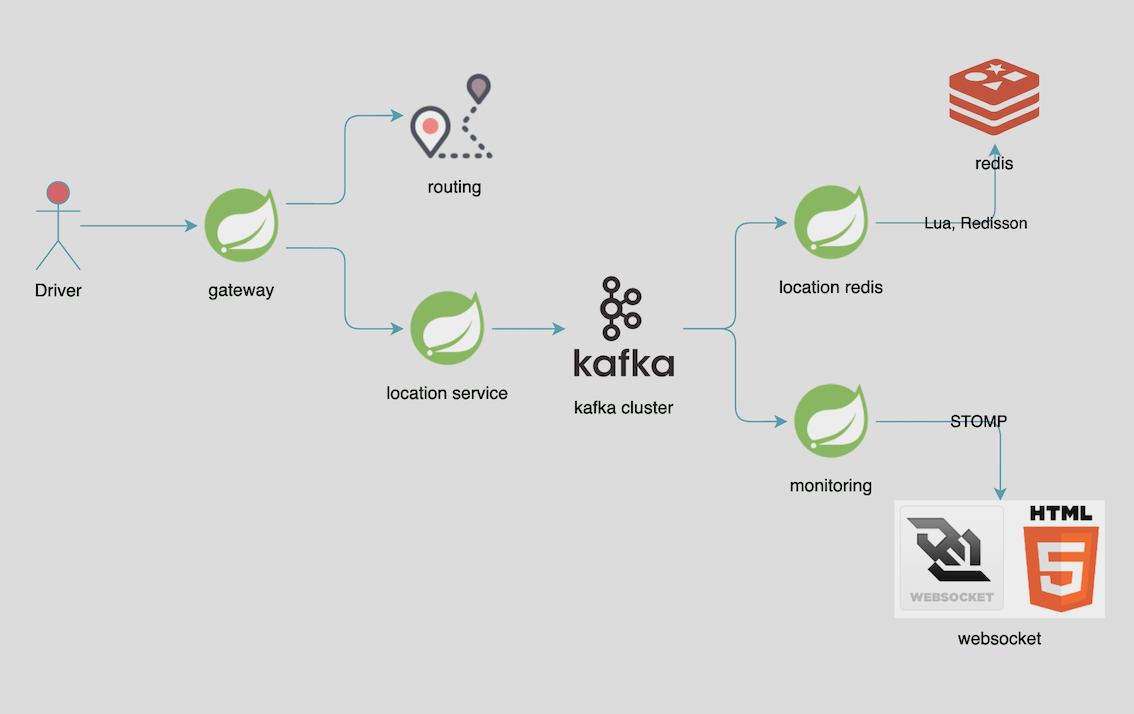 Driver
gateway
routing
location service
kafka
kafka cluster
location redis
Lua, Redisson
redis
monitoring
STOMP
WEBSOCKET
HTML
5
websocket